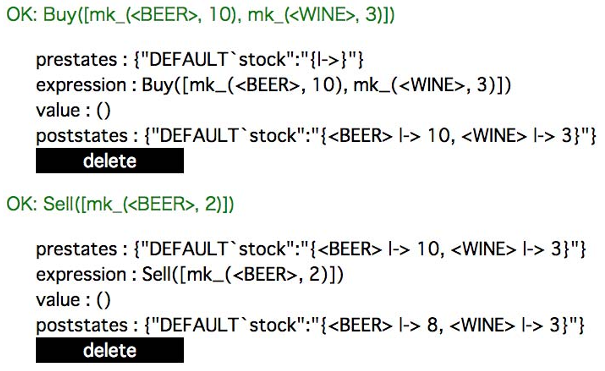 OK: Buy([mk_(<BEER>, 10), mk_(<WINE>, 3)])
prestates : {"DEFAULT`stock":"{|->}"}
expression : Buy([mk_(<BEER>, 10), mk_(<WINE>, 3)])
value : ()
poststates : {"DEFAULT`stock":"{<BEER> |-> 10, <WINE> |-> 3}"}
delete
OK: Sell([mk_(<BEER>, 2)])
prestates : {"DEFAULT`stock":"{<BEER> |-> 10, <WINE> |-> 3}"}
expression : Sell([mk_(<BEER>, 2)])
value : ()
poststates : {"DEFAULT`stock":"{<BEER> |-> 8, <WINE> |-> 3}"}
delete